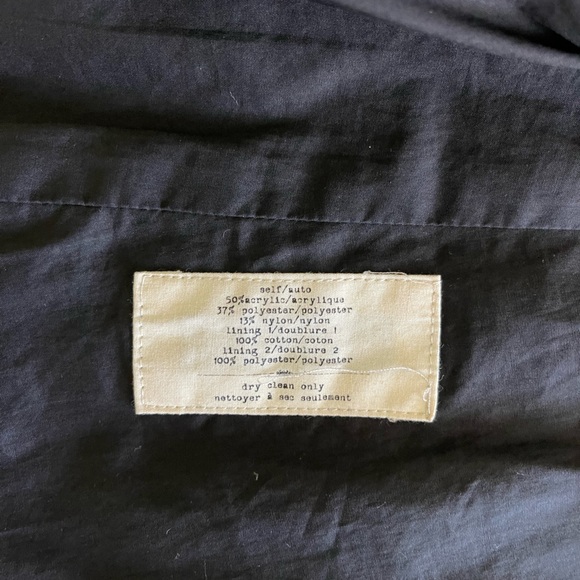 self/auto
50%acrylic/acrylique
37% polyester/polyester
13% nylon/nylon
lining 1/doublure 1
100% cotton/coton
lining 2/doublure 2
100% polyester/polyester
dry clean only
nettoyer à sec seulement